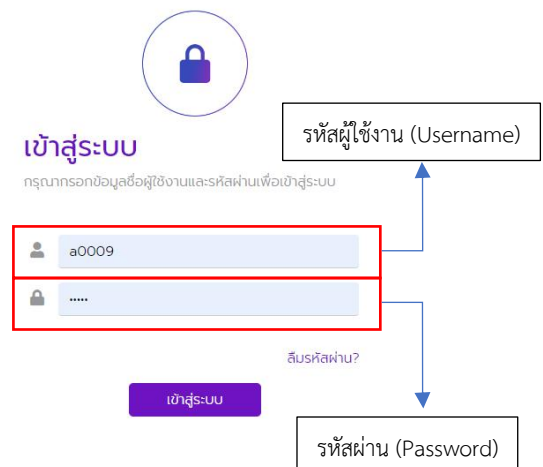 รหัสผู้ใช้งาน (Username)
เข้าสู่ระบบ
กรุณากรอกข้อมูลชื่อผู้ใช้งานและรหัสผ่านเพื่อเข้าสู่ระบบ
a0009
•••••
ลืมรหัสผ่าน?
เข้าสู่ระบบ
รหัสผ่าน (Password)